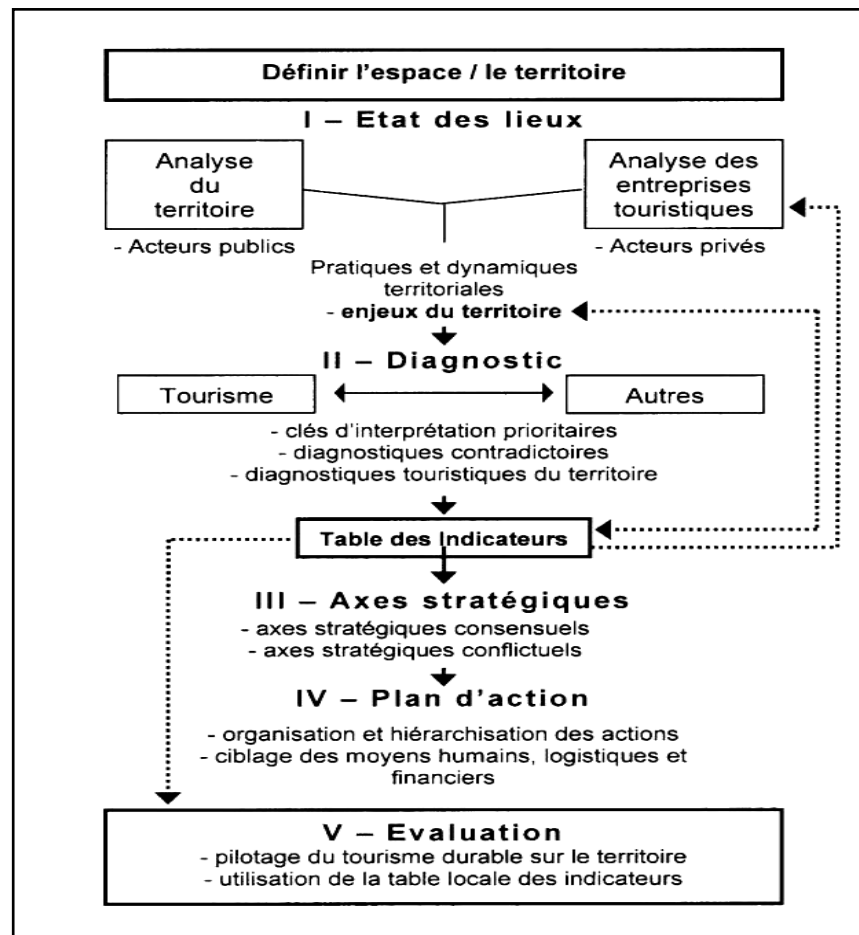 Définir l'espace / le territoire
I – Etat des lieux
Analyse
du
territoire
Analyse des
entreprises
touristiques
- Acteurs publics
- Acteurs privés
Pratiques et dynamiques
territoriales
- enjeux du territoire
II – Diagnostic
Tourisme
Autres
- clés d'interprétation prioritaires
- diagnostiques contradictoires
- diagnostiques touristiques du territoire
Table des Indicateurs
III – Axes stratégiques
- axes stratégiques consensuels
- axes stratégiques conflictuels
IV – Plan d'action
- organisation et hiérarchisation des actions
- ciblage des moyens humains, logistiques et
financiers
V – Evaluation
- pilotage du tourisme durable sur le territoire
- utilisation de la table locale des indicateurs